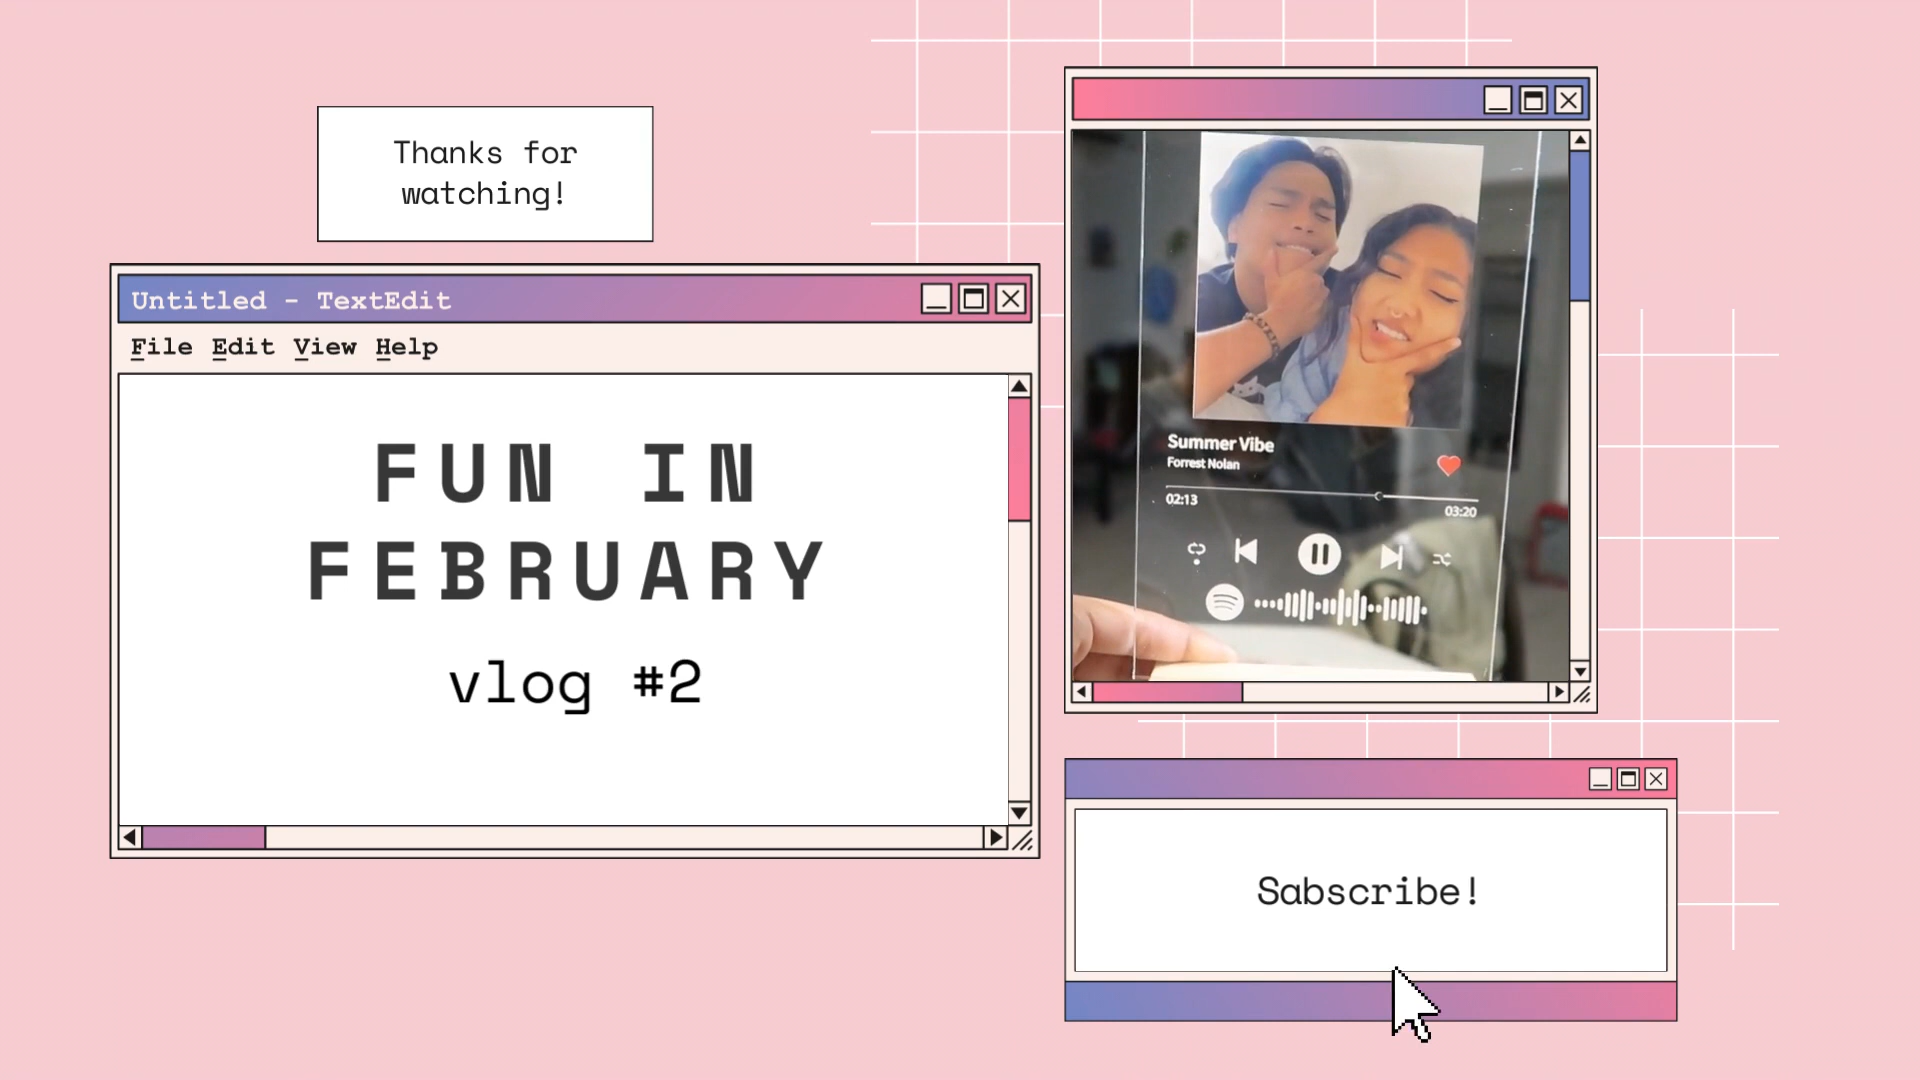 Thanks for
watching!
Untitled - TextEdit
File Edit View Help
FUN IN
FEBRUARY
vlog #2
Summer Vibe
Forrest Nolan
02:13
03:20
Sabscribe!